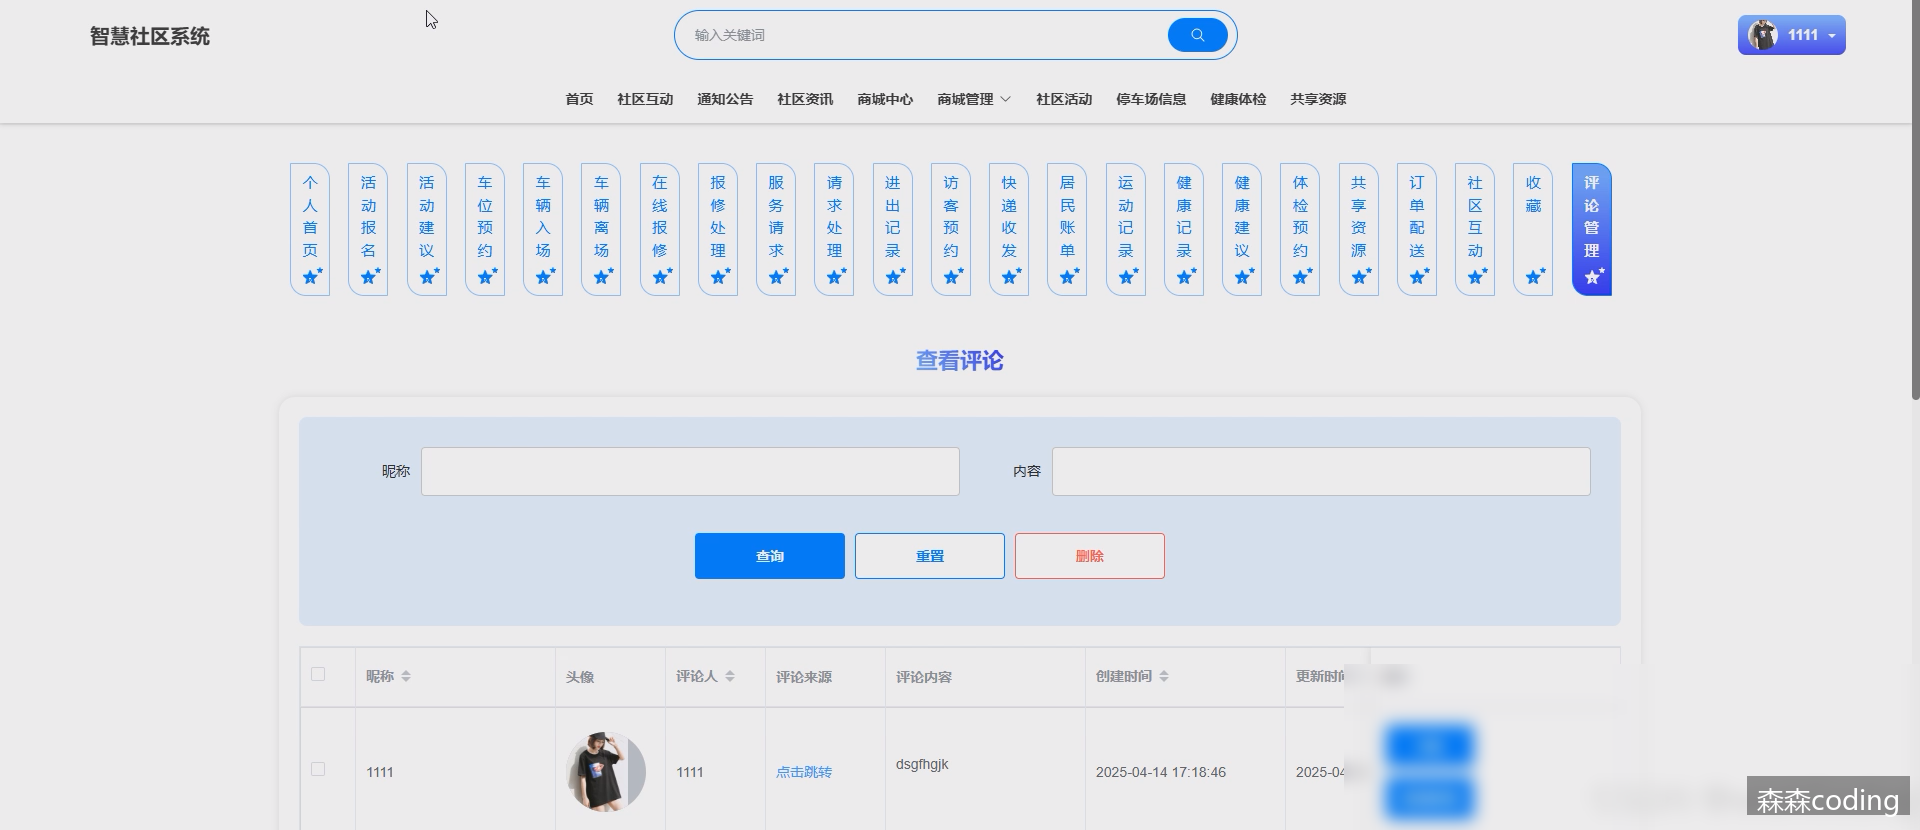 智慧社区系统
输入关键词
1111
首页 社区互动 通知公告 社区资讯 商城中心 商城管理 社区活动 停车场信息 健康体检 共享资源
个人首页
活动报名
活动建议
车位预约
车辆入场
车辆离场
在线报修
报修处理
服务请求
请求处理
进出记录
访客预约
快递收发
居民账单
运动记录
健康记录
健康建议
体检预约
共享资源
订单配送
社区互动
收藏
评论管理
查看评论
昵称 内容
查询 重置 删除
昵称 头像 评论人 评论来源 评论内容 创建时间 更新时间
1111 1111 点击跳转 dsgfhgjk 2025-04-14 17:18:46 2025-04
森森coding